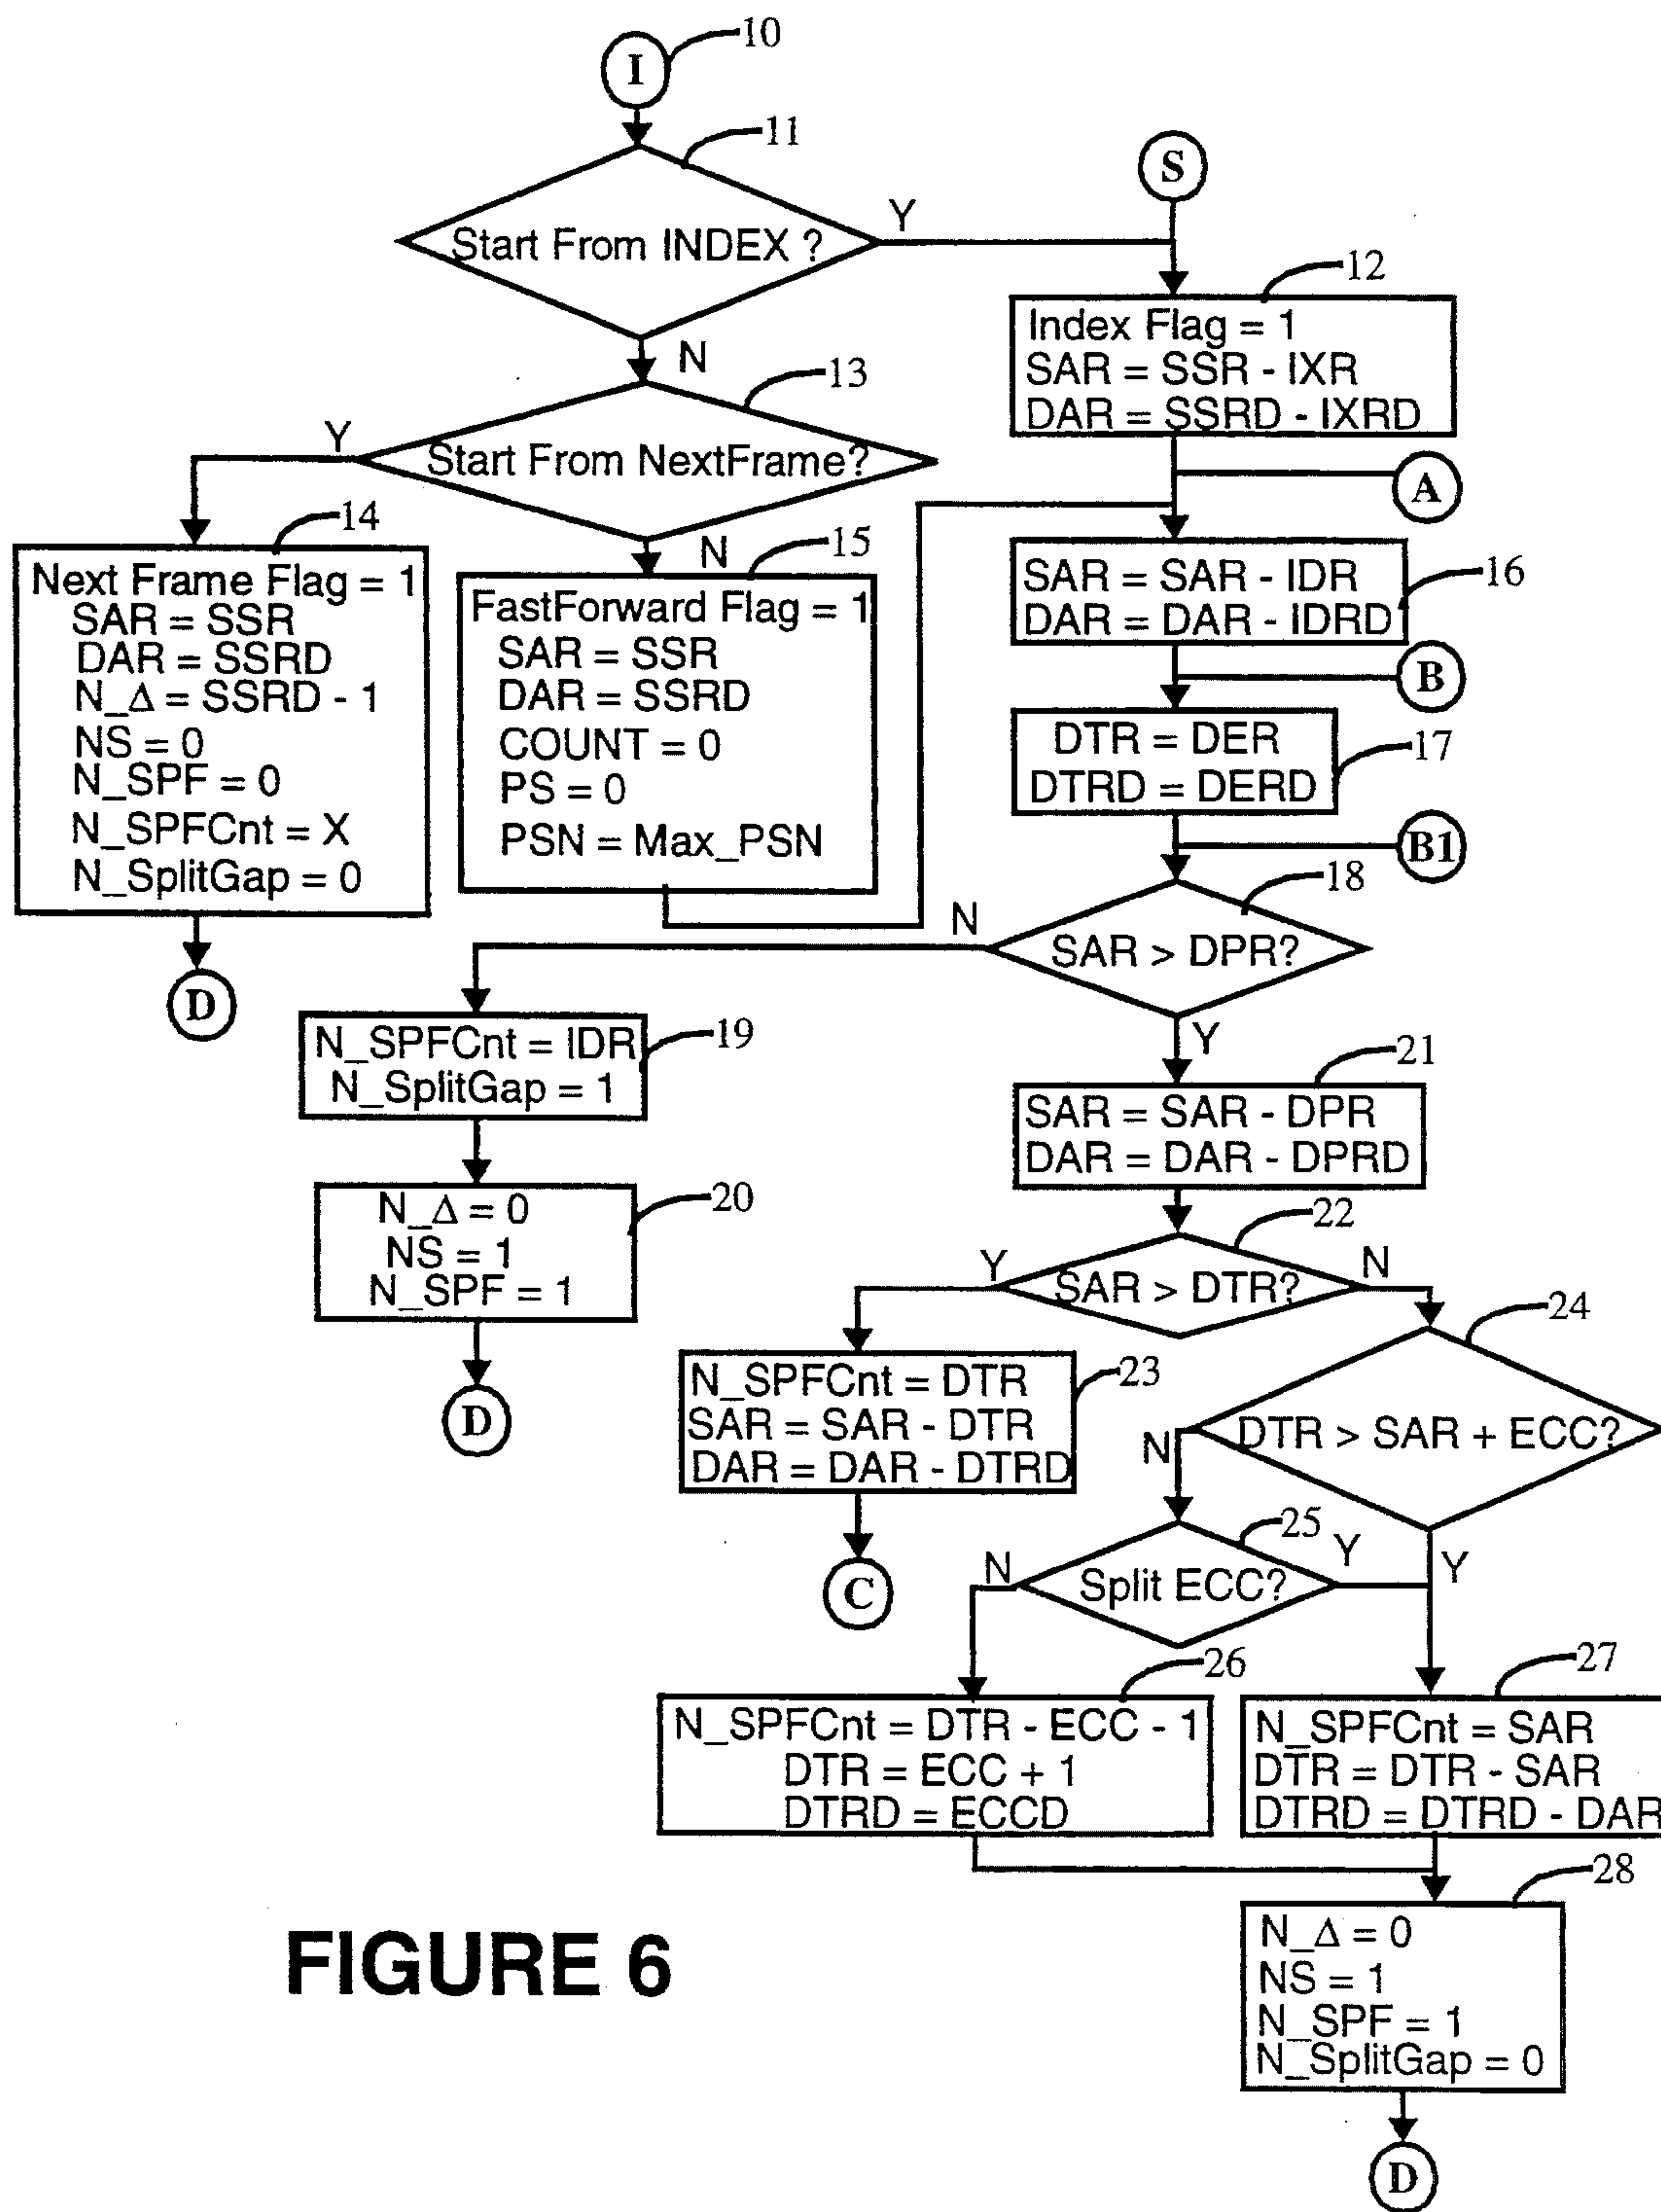 10
I
11
S
Start From INDEX ?
Y
N
12
Index Flag = 1
SAR = SSR - IXR
DAR = SSRD - IXRD
13
Start From NextFrame?
Y
N
A
14
Next Frame Flag = 1
SAR = SSR
DAR = SSRD
N_Δ = SSRD - 1
NS = 0
N_SPF = 0
N_SPFCnt = X
N_SplitGap = 0
D
15
FastForward Flag = 1
SAR = SSR
DAR = SSRD
COUNT = 0
PS = 0
PSN = Max_PSN
16
SAR = SAR - IDR
DAR = DAR - IDRD
B
17
DTR = DER
DTRD = DERD
B1
18
SAR > DPR?
N
Y
19
N_SPFCnt = IDR
N_SplitGap = 1
20
N_Δ = 0
NS = 1
N_SPF = 1
D
21
SAR = SAR - DPR
DAR = DAR - DPRD
22
SAR > DTR?
Y
N
23
N_SPFCnt = DTR
SAR = SAR - DTR
DAR = DAR - DTRD
C
24
DTR > SAR + ECC?
N
Y
25
Split ECC?
N
Y
26
N_SPFCnt = DTR - ECC - 1
DTR = ECC + 1
DTRD = ECCD
27
N_SPFCnt = SAR
DTR = DTR - SAR
DTRD = DTRD - DAR
28
N_Δ = 0
NS = 1
N_SPF = 1
N_SplitGap = 0
D
FIGURE 6